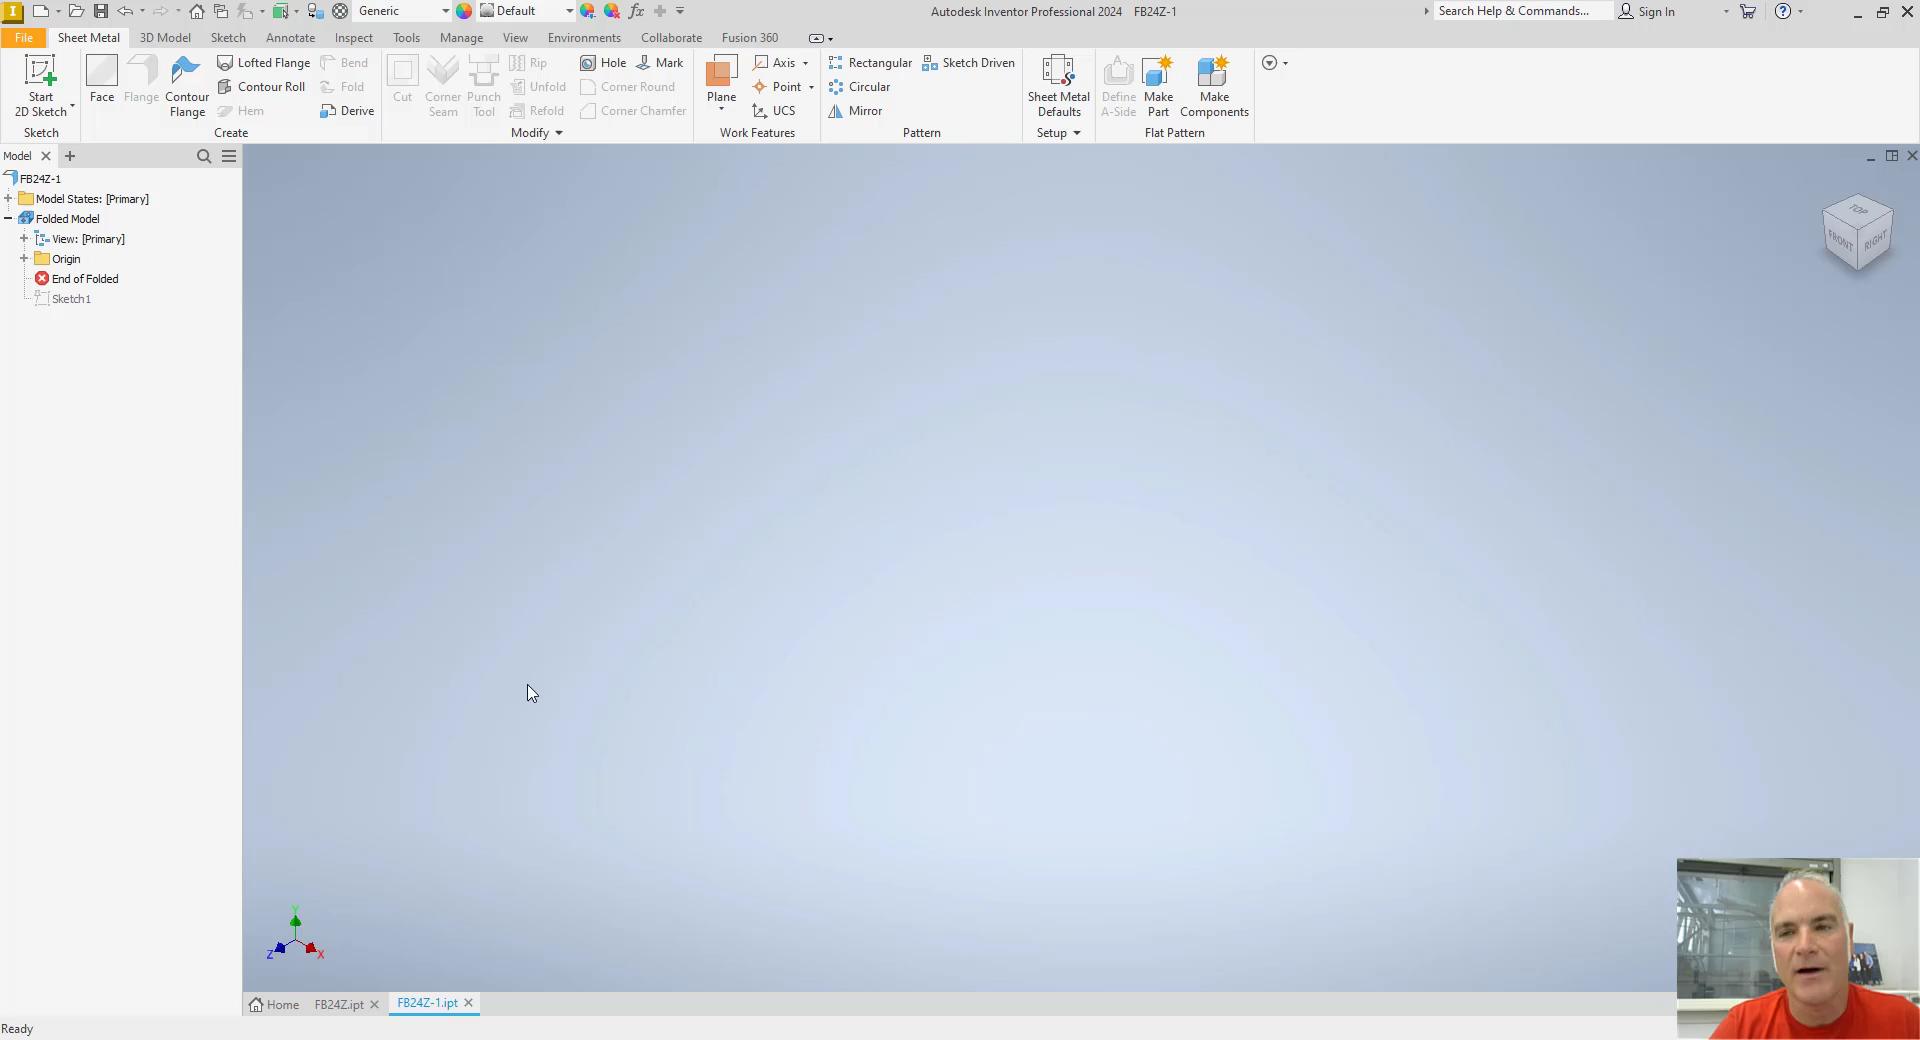 Generic
Default
Autodesk Inventor Professional 2024 FB24Z-1
Search Help & Commands...
Sign In
File Sheet Metal 3D Model Sketch Annotate Inspect Tools Manage View Environments Collaborate Fusion 360
Start
2D Sketch
Face
Flange
Contour
Flange
Lofted Flange
Contour Roll
Hem
Bend
Fold
Derive
Cut
Corner
Seam
Punch
Tool
Rip
Unfold
Refold
Hole
Mark
Corner Round
Corner Chamfer
Plane
Axis
Point
UCS
Rectangular
Circular
Mirror
Sketch Driven
Sheet Metal
Defaults
Define
A-Side
Make
Part
Make
Components
Sketch Create Modify Work Features Pattern Setup Flat Pattern
Model
FB24Z-1
Model States: [Primary]
Folded Model
View: [Primary]
Origin
End of Folded
Sketch1
TOP
FRONT
RIGHT
Y
Z
X
Home FB24Z.ipt FB24Z-1.ipt
Ready